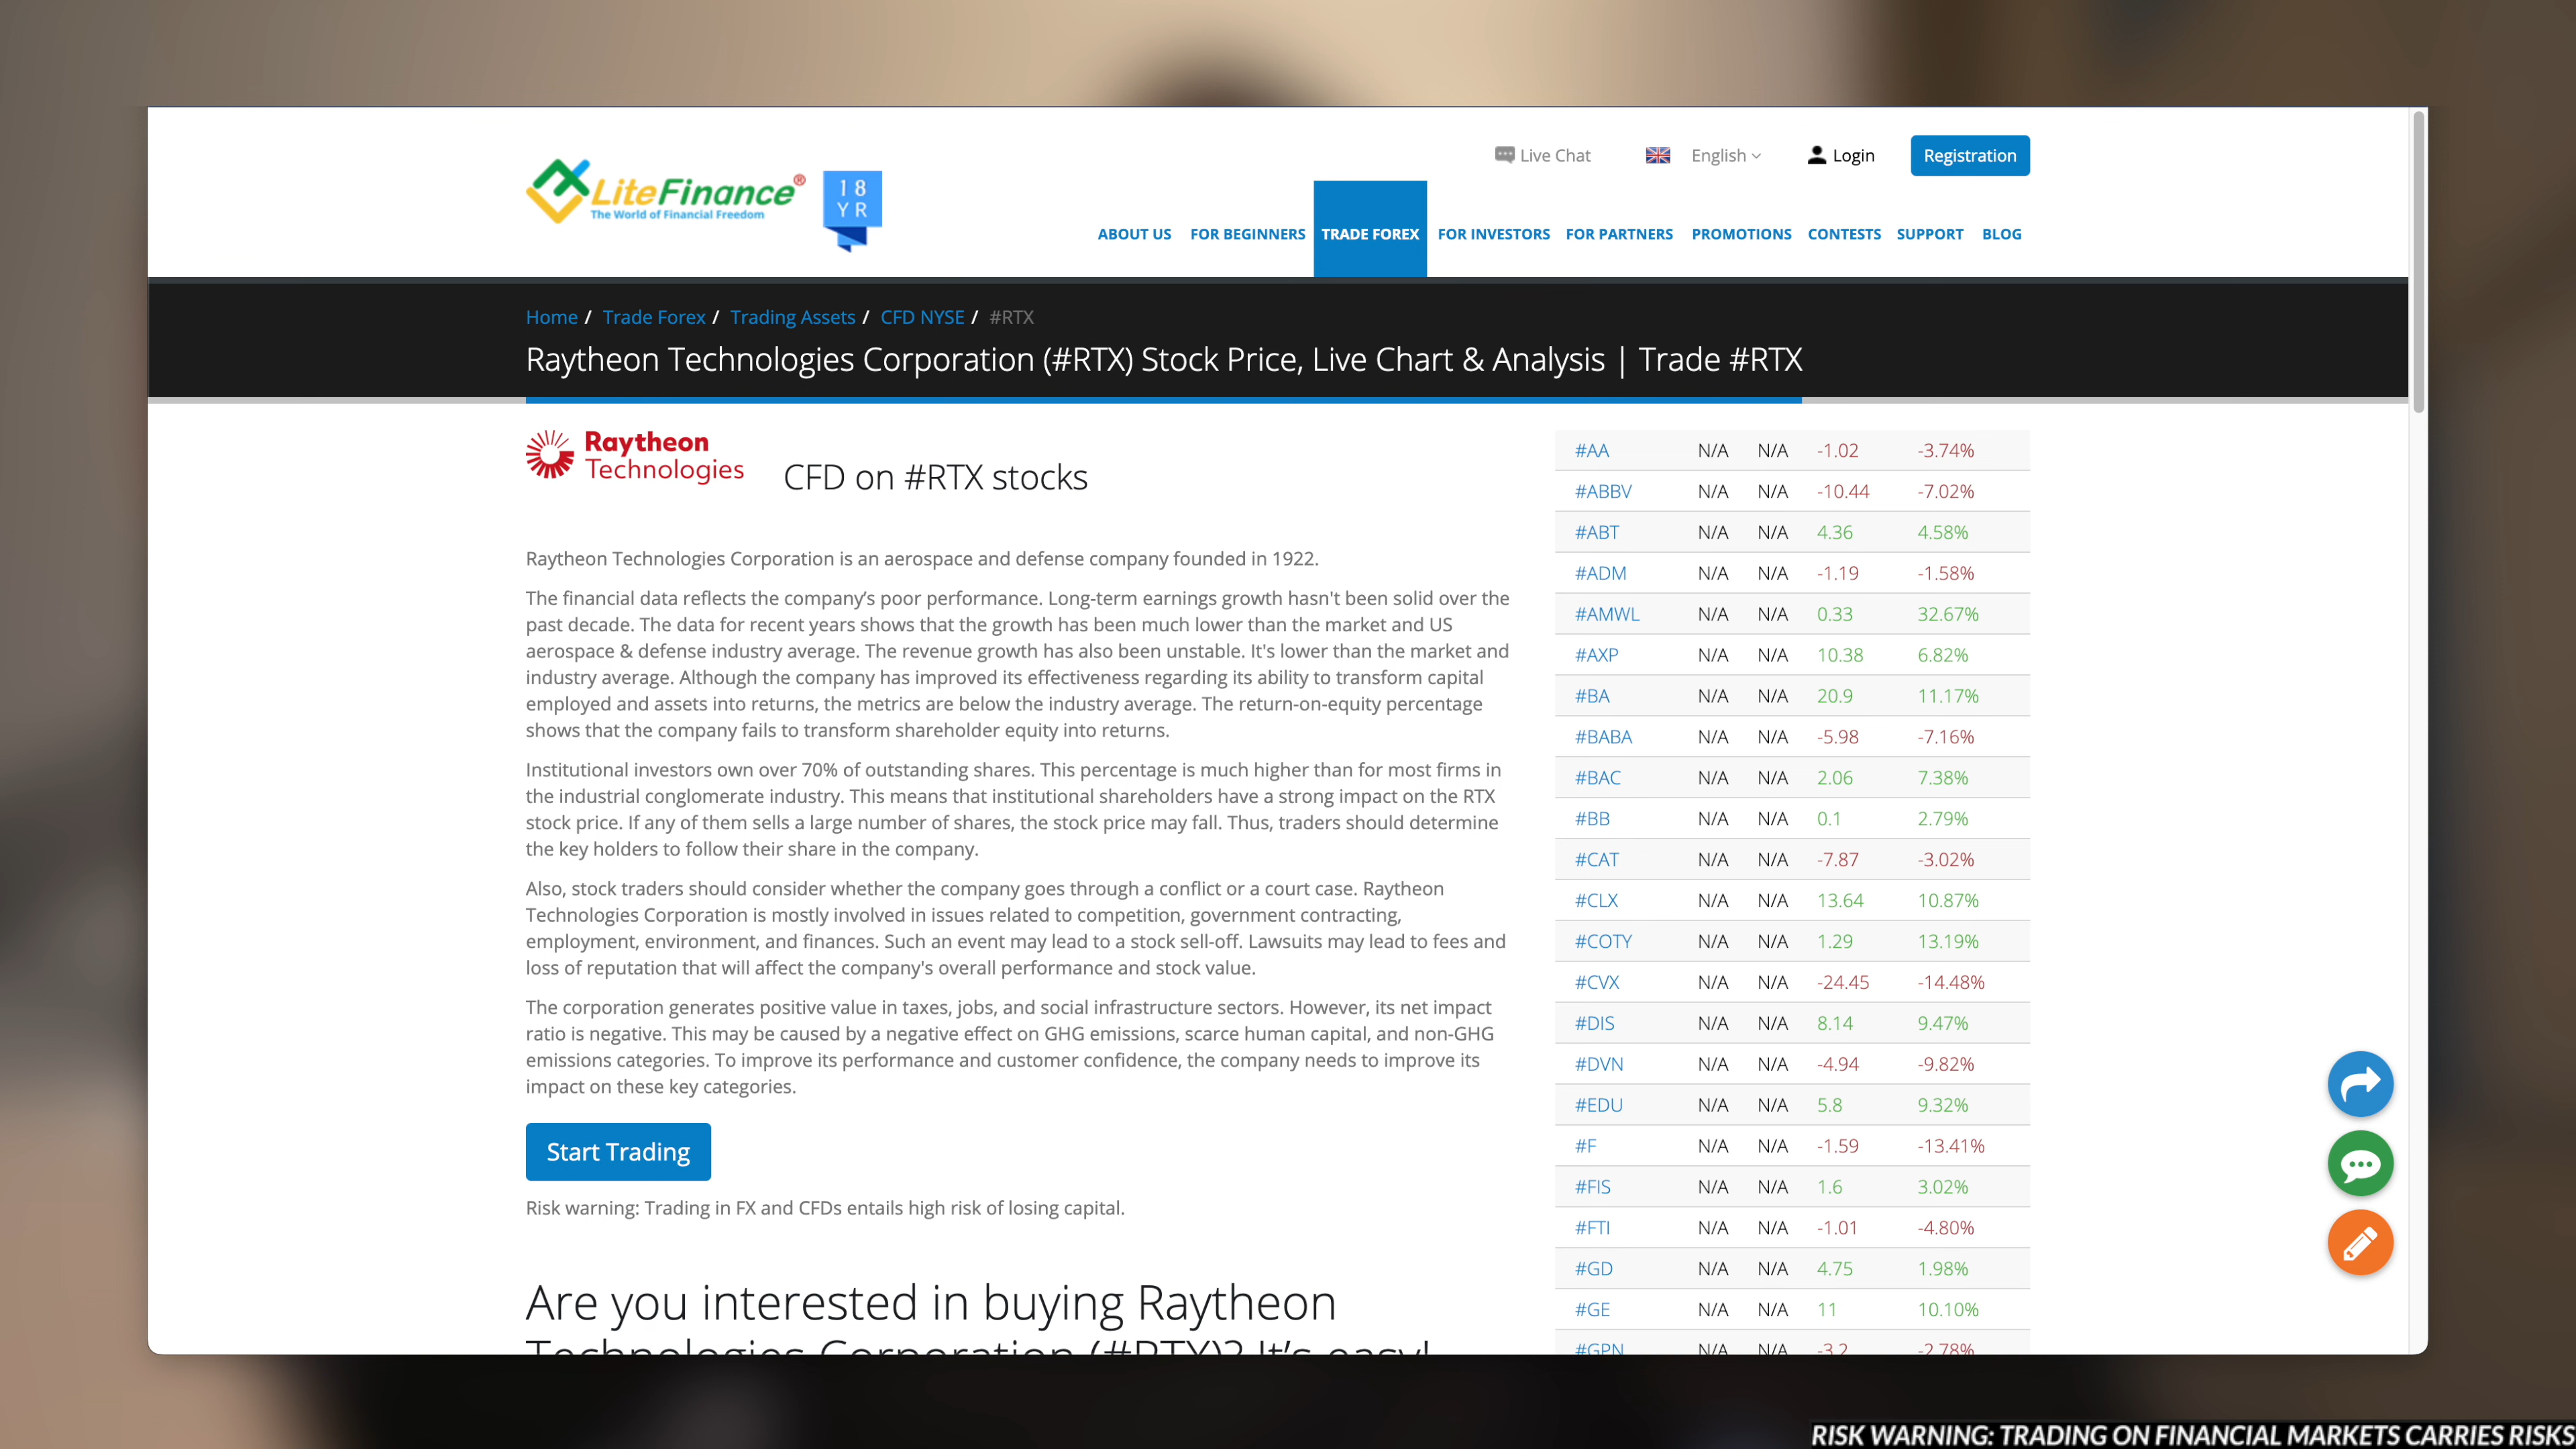 Live Chat
English
Login
Registration
LiteFinance®
The World of Financial Freedom
18
YR
ABOUT US FOR BEGINNERS TRADE FOREX FOR INVESTORS FOR PARTNERS PROMOTIONS CONTESTS SUPPORT BLOG
Home / Trade Forex / Trading Assets / CFD NYSE / #RTX
Raytheon Technologies Corporation (#RTX) Stock Price, Live Chart & Analysis | Trade #RTX
Raytheon
Technologies
CFD on #RTX stocks
Raytheon Technologies Corporation is an aerospace and defense company founded in 1922.
The financial data reflects the company’s poor performance. Long-term earnings growth hasn't been solid over the
past decade. The data for recent years shows that the growth has been much lower than the market and US
aerospace & defense industry average. The revenue growth has also been unstable. It's lower than the market and
industry average. Although the company has improved its effectiveness regarding its ability to transform capital
employed and assets into returns, the metrics are below the industry average. The return-on-equity percentage
shows that the company fails to transform shareholder equity into returns.
Institutional investors own over 70% of outstanding shares. This percentage is much higher than for most firms in
the industrial conglomerate industry. This means that institutional shareholders have a strong impact on the RTX
stock price. If any of them sells a large number of shares, the stock price may fall. Thus, traders should determine
the key holders to follow their share in the company.
Also, stock traders should consider whether the company goes through a conflict or a court case. Raytheon
Technologies Corporation is mostly involved in issues related to competition, government contracting,
employment, environment, and finances. Such an event may lead to a stock sell-off. Lawsuits may lead to fees and
loss of reputation that will affect the company's overall performance and stock value.
The corporation generates positive value in taxes, jobs, and social infrastructure sectors. However, its net impact
ratio is negative. This may be caused by a negative effect on GHG emissions, scarce human capital, and non-GHG
emissions categories. To improve its performance and customer confidence, the company needs to improve its
impact on these key categories.
Start Trading
Risk warning: Trading in FX and CFDs entails high risk of losing capital.
Are you interested in buying Raytheon
Technologies Corporation (#RTX)? It’s easy!
#AA N/A N/A -1.02 -3.74%
#ABBV N/A N/A -10.44 -7.02%
#ABT N/A N/A 4.36 4.58%
#ADM N/A N/A -1.19 -1.58%
#AMWL N/A N/A 0.33 32.67%
#AXP N/A N/A 10.38 6.82%
#BA N/A N/A 20.9 11.17%
#BABA N/A N/A -5.98 -7.16%
#BAC N/A N/A 2.06 7.38%
#BB N/A N/A 0.1 2.79%
#CAT N/A N/A -7.87 -3.02%
#CLX N/A N/A 13.64 10.87%
#COTY N/A N/A 1.29 13.19%
#CVX N/A N/A -24.45 -14.48%
#DIS N/A N/A 8.14 9.47%
#DVN N/A N/A -4.94 -9.82%
#EDU N/A N/A 5.8 9.32%
#F N/A N/A -1.59 -13.41%
#FIS N/A N/A 1.6 3.02%
#FTI N/A N/A -1.01 -4.80%
#GD N/A N/A 4.75 1.98%
#GE N/A N/A 11 10.10%
#GPN N/A N/A -3.2 -2.78%
RISK WARNING: TRADING ON FINANCIAL MARKETS CARRIES RISKS